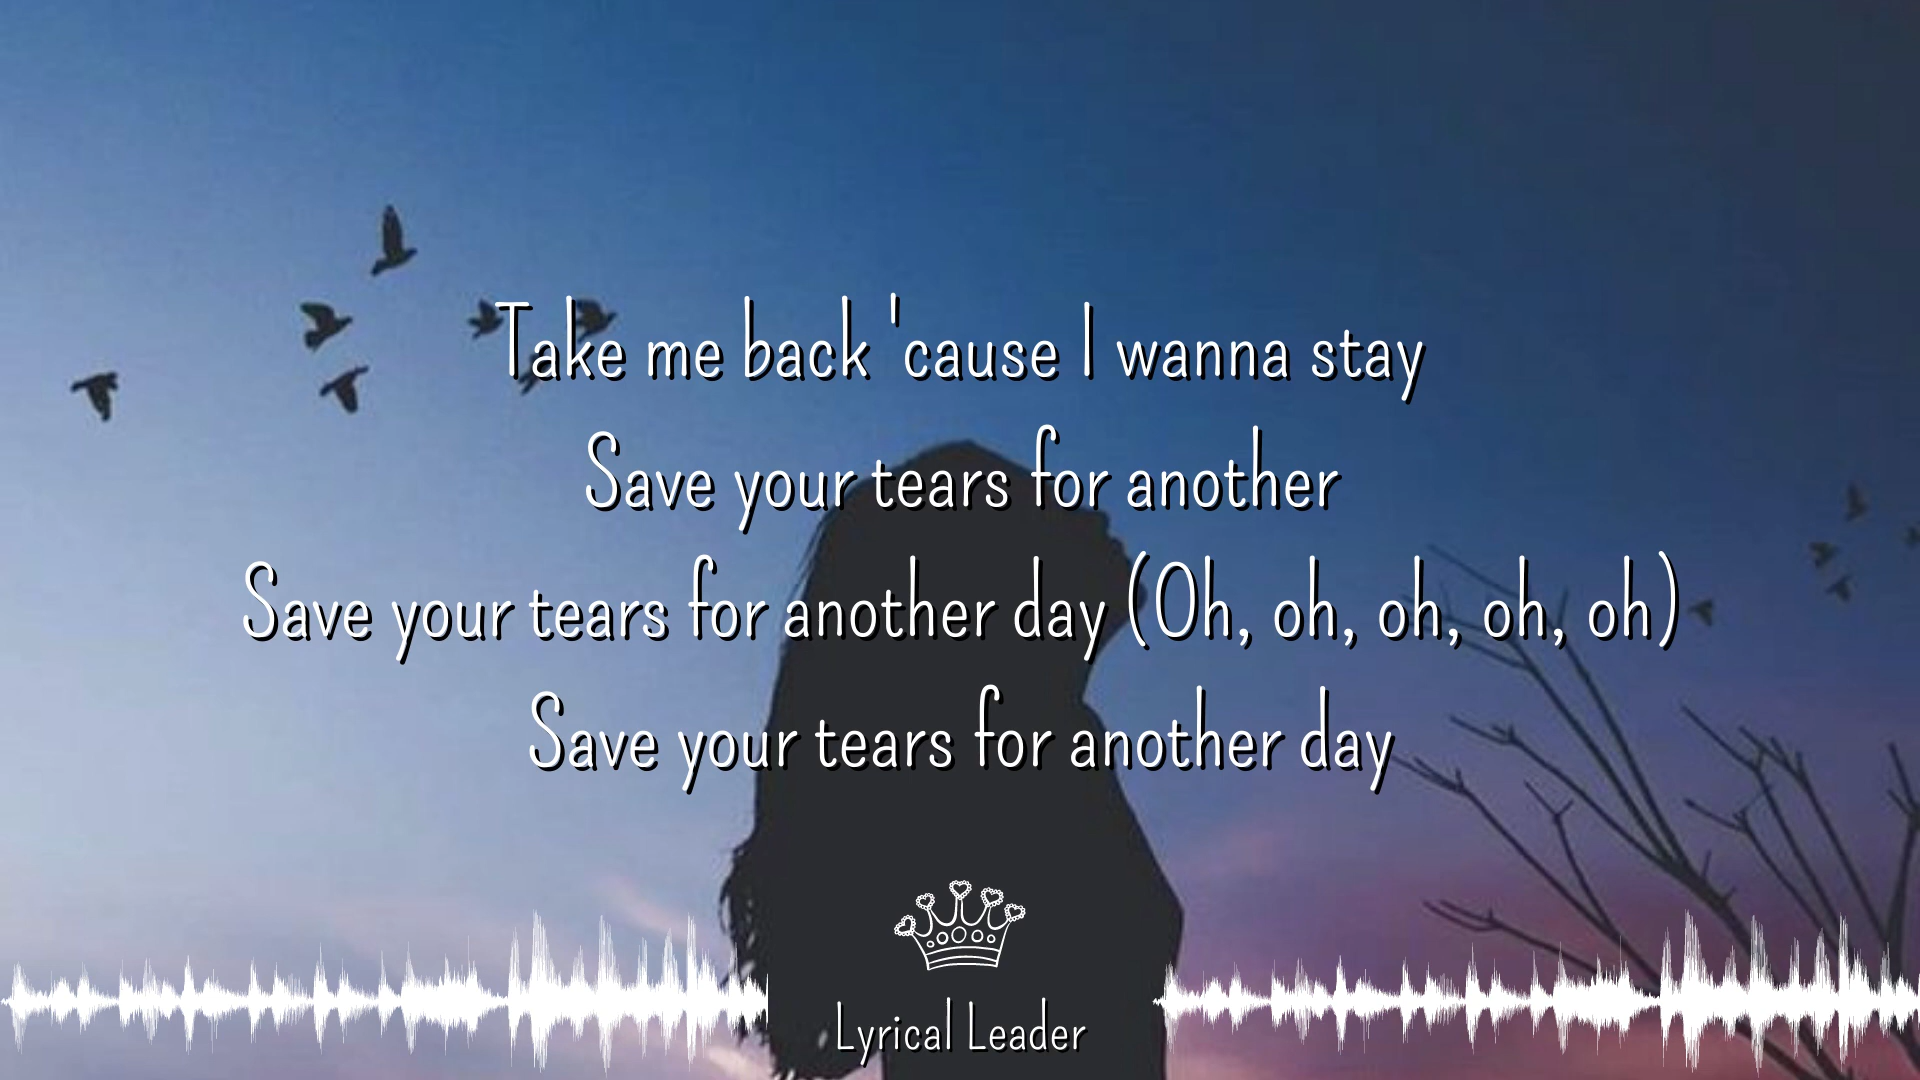 Take me back 'cause I wanna stay
Save your tears for another
Save your tears for another day (Oh, oh, oh, oh, oh)
Save your tears for another day
Lyrical Leader